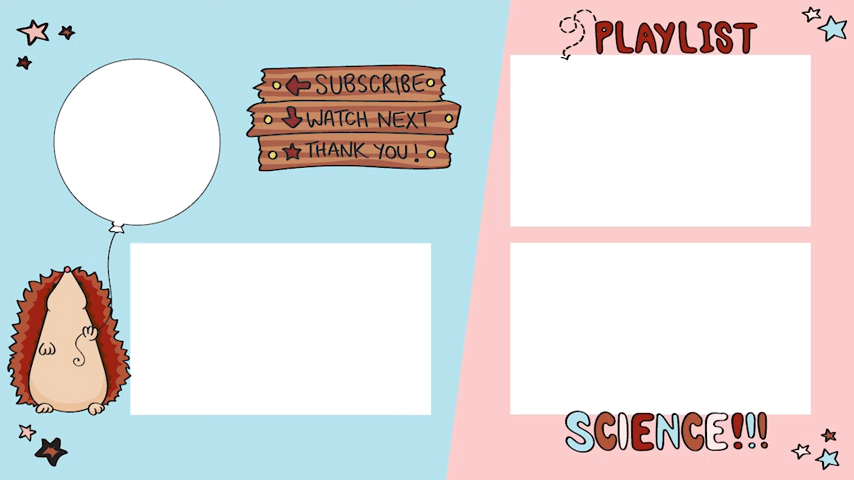 SUBSCRIBE
WATCH NEXT
THANK YOU!
PLAYLIST
SCIENCE!!!